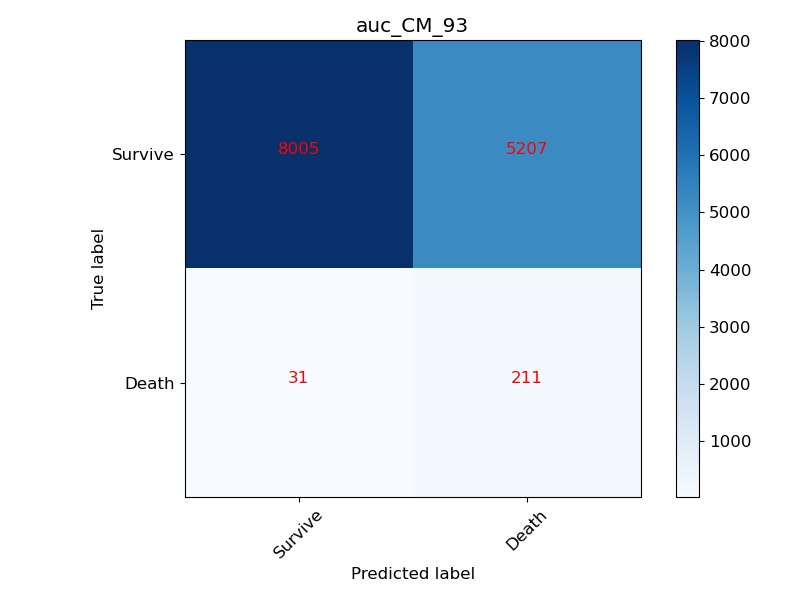 auc_CM_93
8000
7000
6000
5000
4000
3000
2000
1000
True label
Survive
Death
8005
5207
31
211
Survive
Death
Predicted label